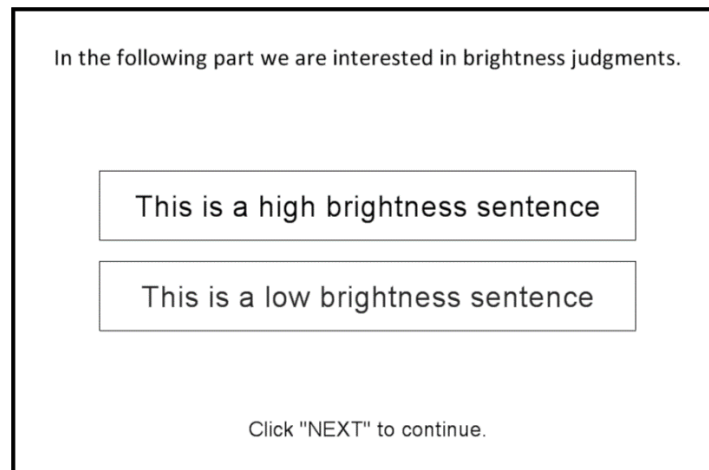 In the following part we are interested in brightness judgments.
This is a high brightness sentence
This is a low brightness sentence
Click "NEXT" to continue.